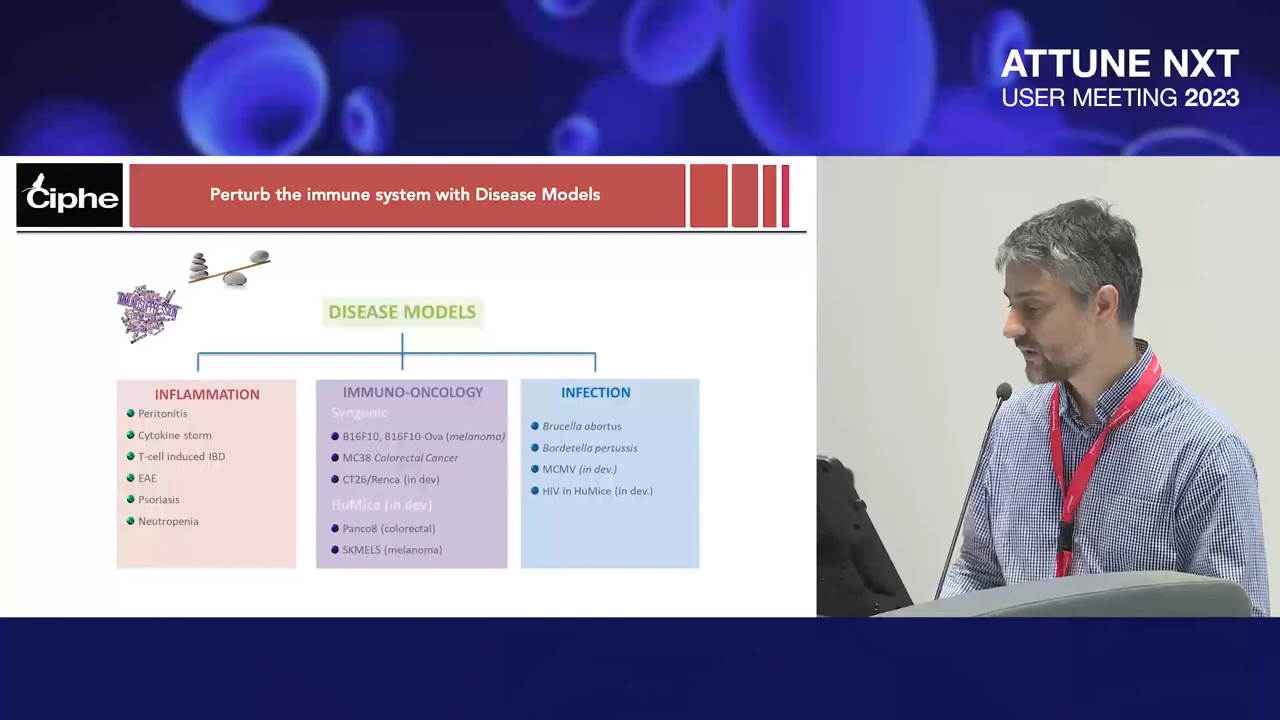 ATTUNE NXT
USER MEETING 2023
Ciphe
Perturb the immune system with Disease Models
IMMUNOSUPPRESSION
DISEASE MODELS
INFLAMMATION
Peritonitis
Cytokine storm
T-cell induced IBD
EAE
Psoriasis
Neutropenia
IMMUNO-ONCOLOGY
Syngenic
B16F10, B16F10-Ova (melanoma)
MC38 Colorectal Cancer
CT26/Renca (in dev)
HuMice (in dev)
Panco8 (colorectal)
SKMEL5 (melanoma)
INFECTION
Brucella abortus
Bordetella pertussis
MCMV (in dev.)
HIV in HuMice (in dev.)